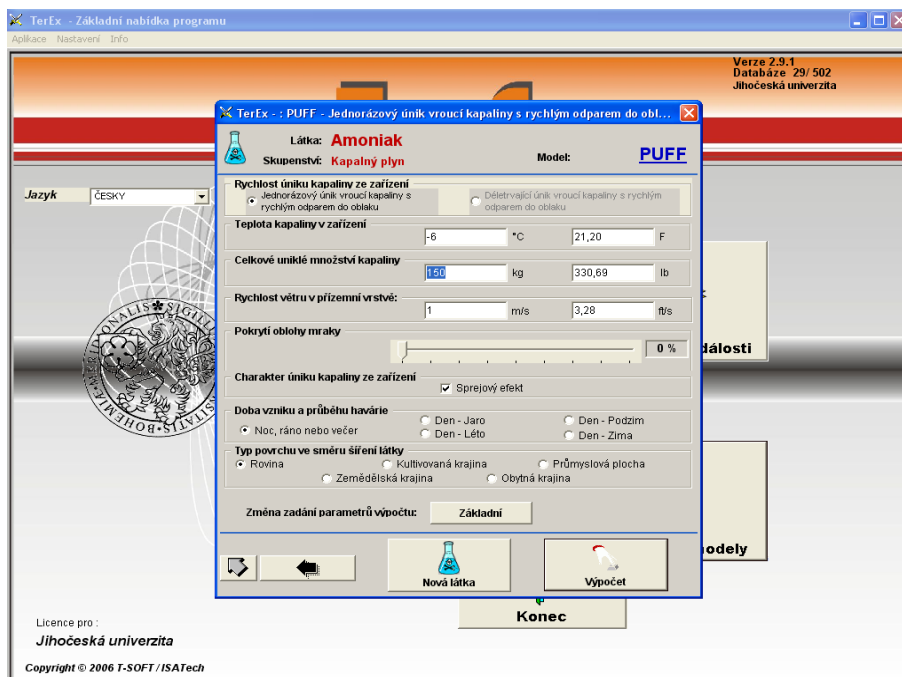 TerEx - Základní nabídka programu
Aplikace Nastavení Info
Verze 2.9.1
Databáze 29/ 502
Jihočeská univerzita
TerEx - : PUFF - Jednorázový únik vroucí kapaliny s rychlým odparem do obl...
Látka: Amoniak
Skupenství: Kapalný plyn
Model: PUFF
Jazyk ČESKY
Rychlost úniku kapaliny ze zařízení
Jednorázový únik vroucí kapaliny s
rychlým odparem do oblaku
Déletrvající únik vroucí kapaliny s rychlým
odparem do oblaku
Teplota kapaliny v zařízení
-6 °C 21,20 F
Celkové uniklé množství kapaliny
150 kg 330,69 lb
Rychlost větru v přízemní vrstvě:
1 m/s 3,28 ft/s
Pokrytí oblohy mraky
0 %
dálosti
Charakter úniku kapaliny ze zařízení
Sprejový efekt
Doba vzniku a průběhu havárie
Noc, ráno nebo večer
Den - Jaro
Den - Podzim
Den - Léto
Den - Zima
Typ povrchu ve směru šíření látky
Rovina
Kultivovaná krajina
Průmyslová plocha
Zemědělská krajina
Obytná krajina
Změna zadání parametrů výpočtu: Základní
odely
Nová látka
Výpočet
Konec
Licence pro :
Jihočeská univerzita
Copyright © 2006 T-SOFT / ISATech